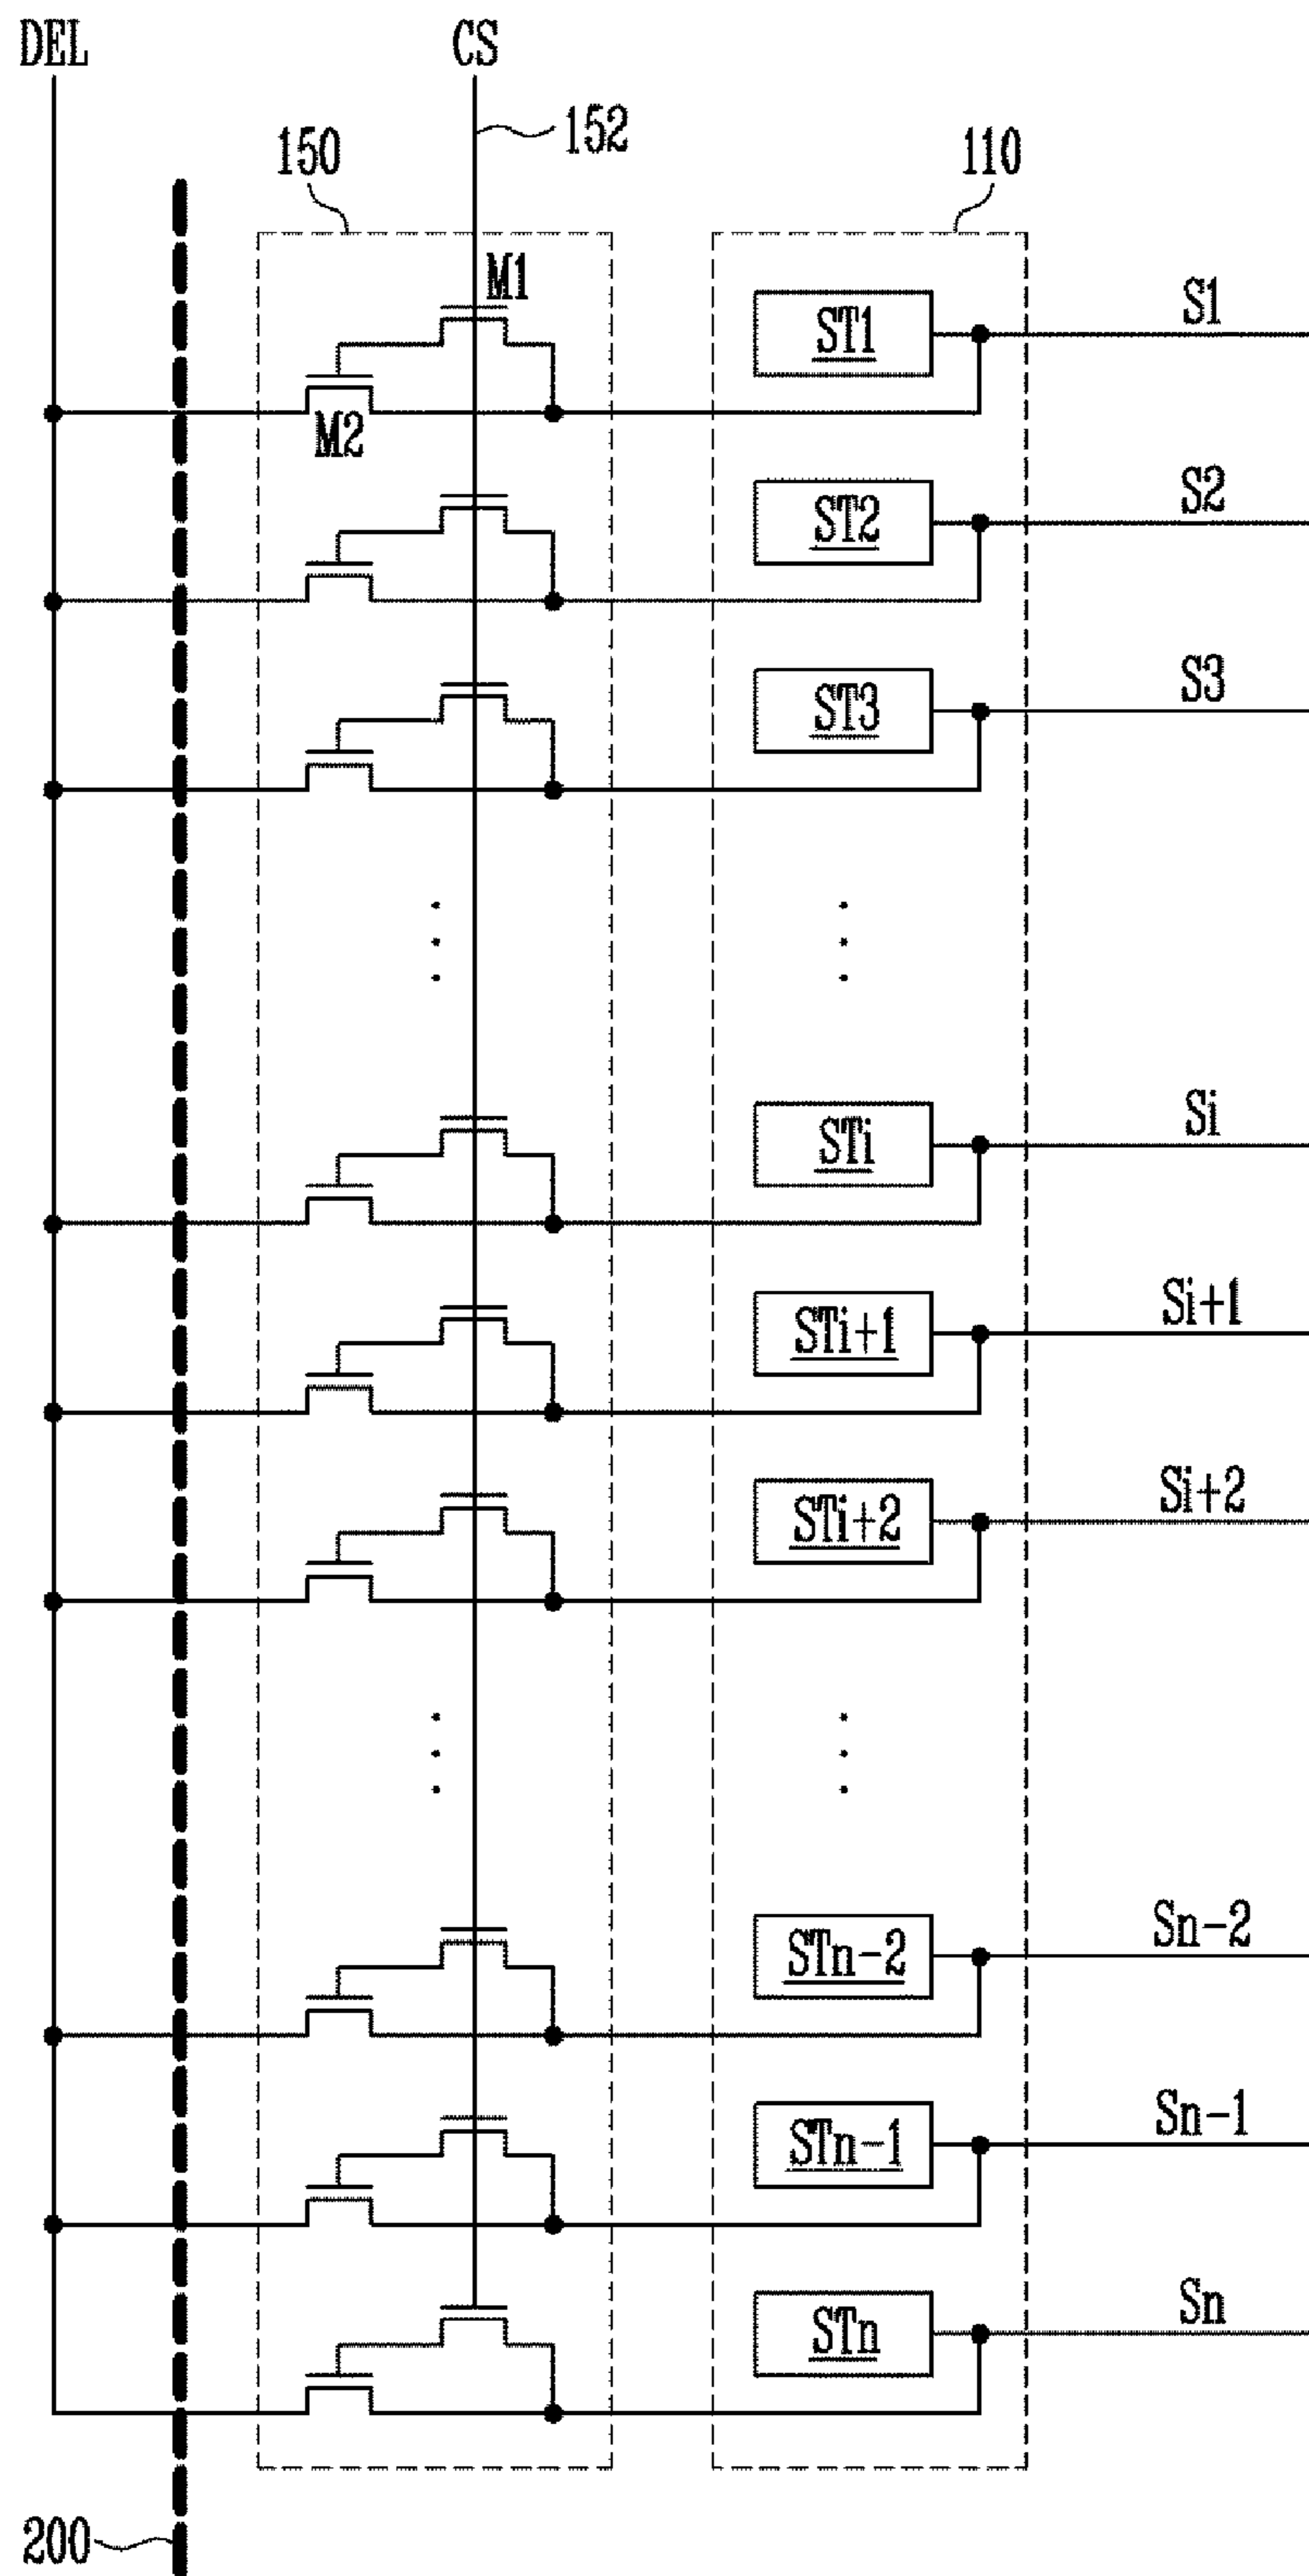 DEL
CS
152
150
110
M1
M2
ST1
S1
ST2
S2
ST3
S3
STi
Si
STi+1
Si+1
STi+2
Si+2
STn-2
Sn-2
STn-1
Sn-1
STn
Sn
200